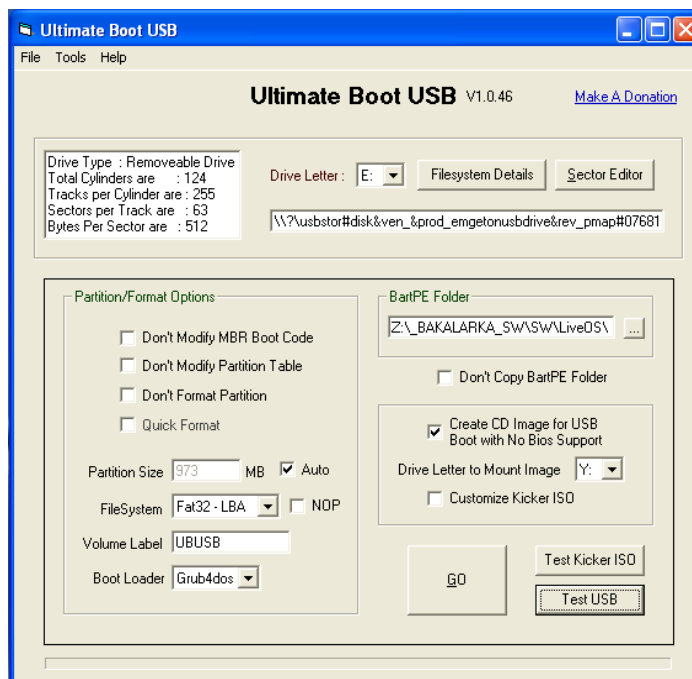 Ultimate Boot USB
File Tools Help
Ultimate Boot USB V1.0.46 Make A Donation
Drive Type : Removeable Drive
Total Cylinders are : 124
Tracks per Cylinder are : 255
Sectors per Track are : 63
Bytes Per Sector are : 512
Drive Letter : E: Filesystem Details Sector Editor
\\?\usbstor#disk&ven_&prod_emgetonusbdrive&rev_pmap#07681
Partition/Format Options
Don't Modify MBR Boot Code
Don't Modify Partition Table
Don't Format Partition
Quick Format
Partition Size 973 MB Auto
FileSystem Fat32 - LBA NOP
Volume Label UBUSB
Boot Loader Grub4dos
BartPE Folder
Z:\_BAKALARKA_SW\SW\LiveOS\ ...
Don't Copy BartPE Folder
Create CD Image for USB
Boot with No Bios Support
Drive Letter to Mount Image Y:
Customize Kicker ISO
GO
Test Kicker ISO
Test USB